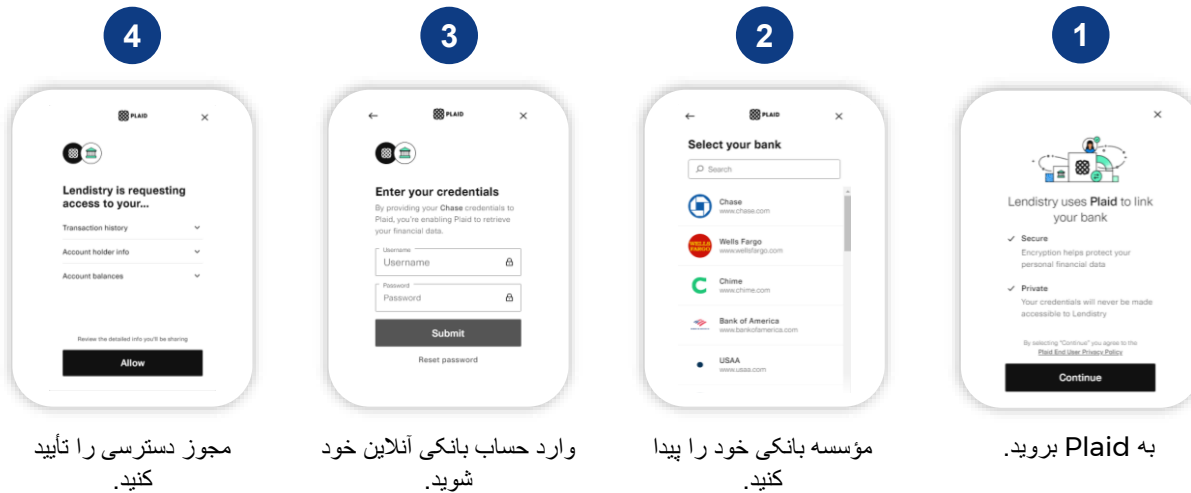 1
Lendistry uses Plaid to link
your bank
Secure
Encryption helps protect your
personal financial data
Private
Your credentials will never be made
accessible to Lendistry
By selecting "Continue" you agree to the
Plaid End User Privacy Policy
Continue
به Plaid بروید.
2
PLAID
Select your bank
Search
Chase
www.chase.com
WELLS
FARGO
Wells Fargo
www.wellsfargo.com
Chime
www.chime.com
Bank of America
www.bankofamerica.com
USAA
www.usaa.com
مؤسسه بانکی خود را پیدا
کنید.
3
PLAID
Enter your credentials
By providing your Chase credentials to
Plaid, you're enabling Plaid to retrieve
your financial data.
Username
Username
Password
Password
Submit
Reset password
وارد حساب بانکی آنلاین خود
شوید.
4
PLAID
Lendistry is requesting
access to your...
Transaction history
Account holder info
Account balances
Review the detailed info you'll be sharing
Allow
مجوز دسترسی را تأیید
کنید.